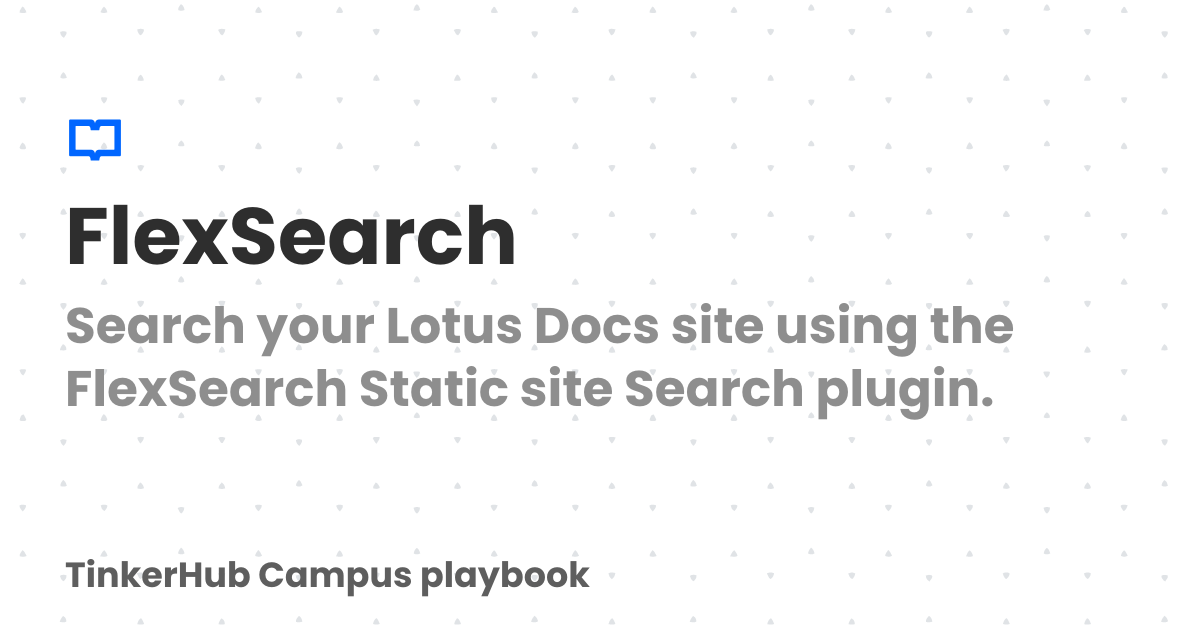 FlexSearch
Search your Lotus Docs site using the
FlexSearch Static site Search plugin.
TinkerHub Campus playbook